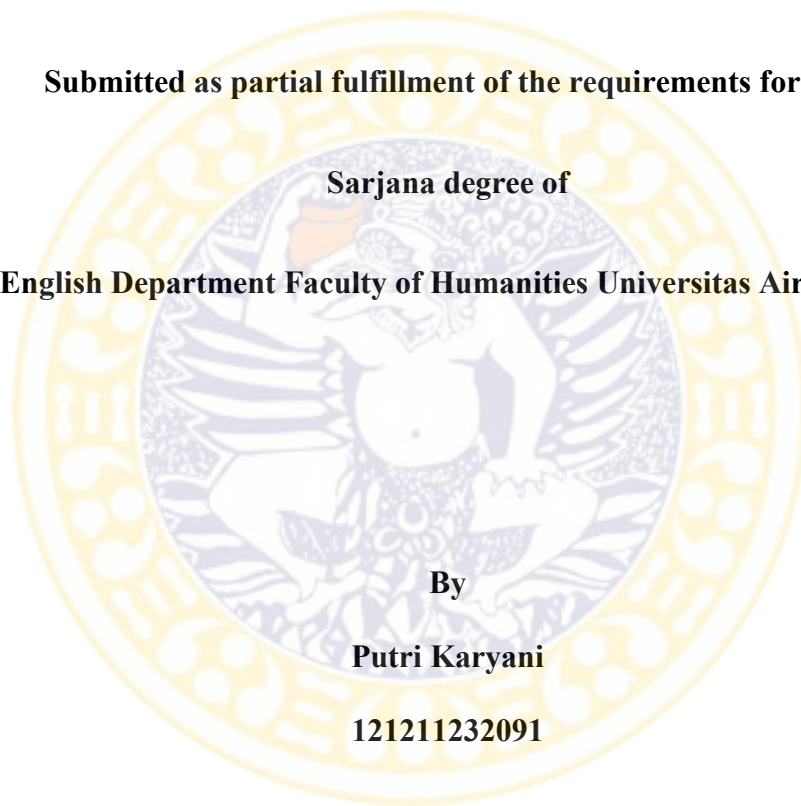 Submitted as partial fulfillment of the requirements for
Sarjana degree of
English Department Faculty of Humanities Universitas Air
By
Putri Karyani
121211232091